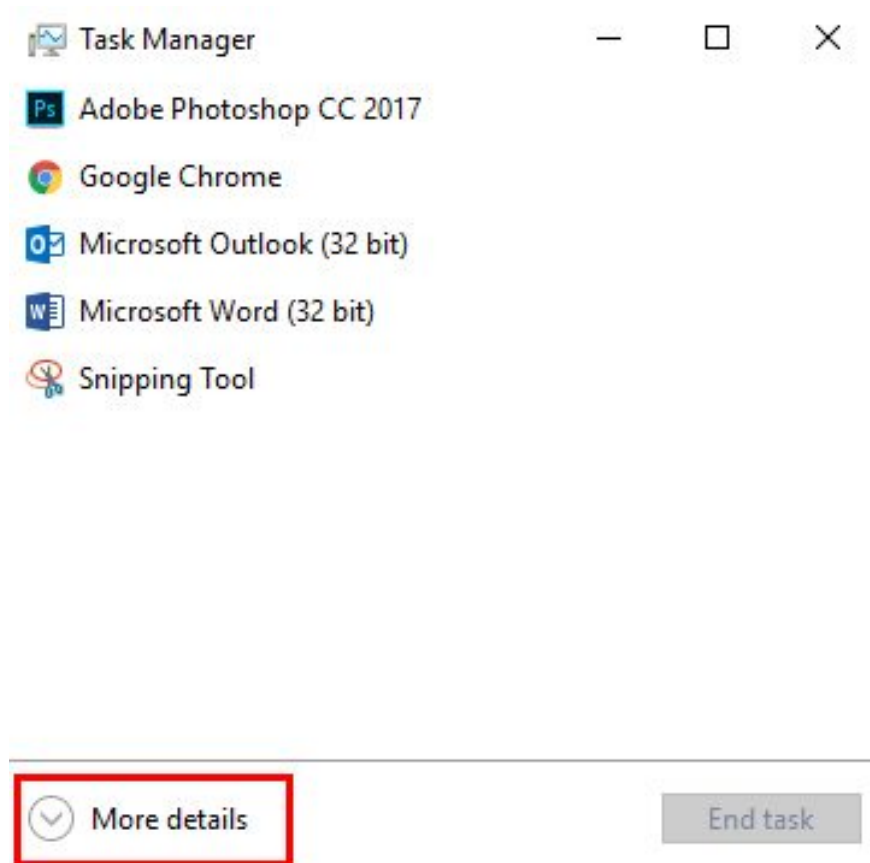 Task Manager
Ps Adobe Photoshop CC 2017
Google Chrome
Microsoft Outlook (32 bit)
Microsoft Word (32 bit)
Snipping Tool
More details
End task